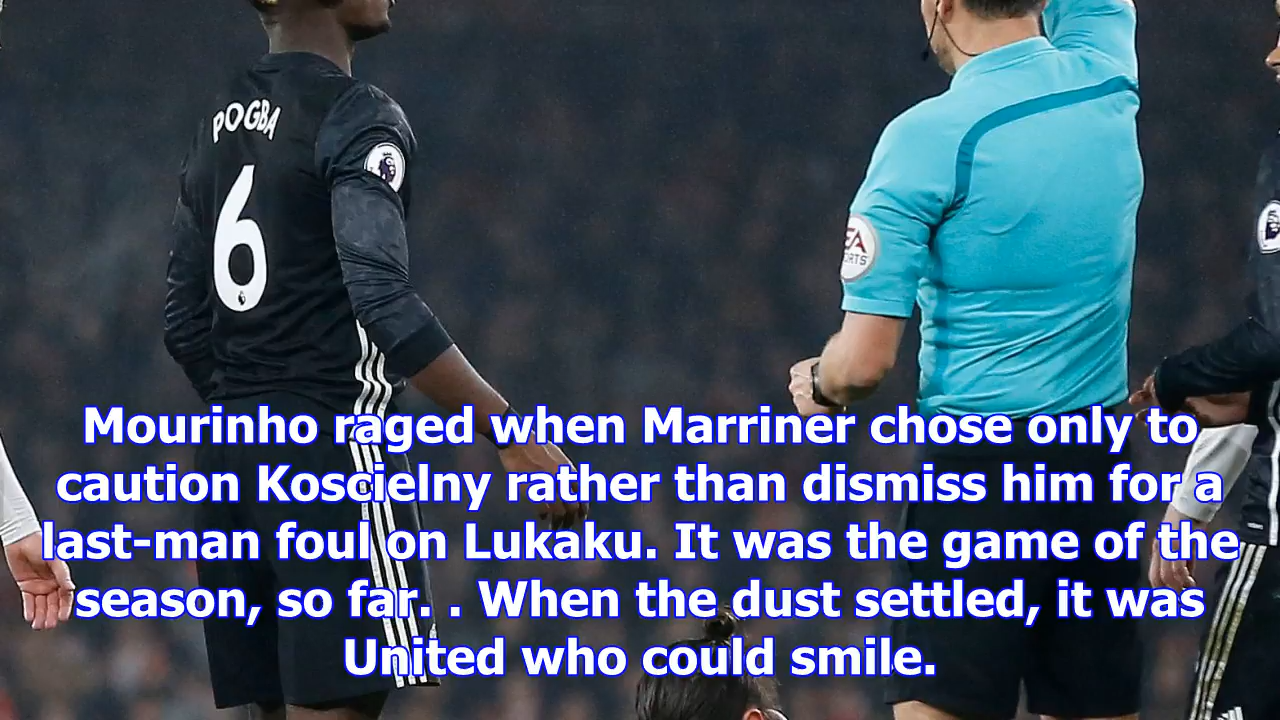 POGBA
6
EA
Mourinho raged when Marriner chose only to
caution Koscielny rather than dismiss him for a
last-man foul on Lukaku. It was the game of the
season, so far. . When the dust settled, it was
United who could smile.